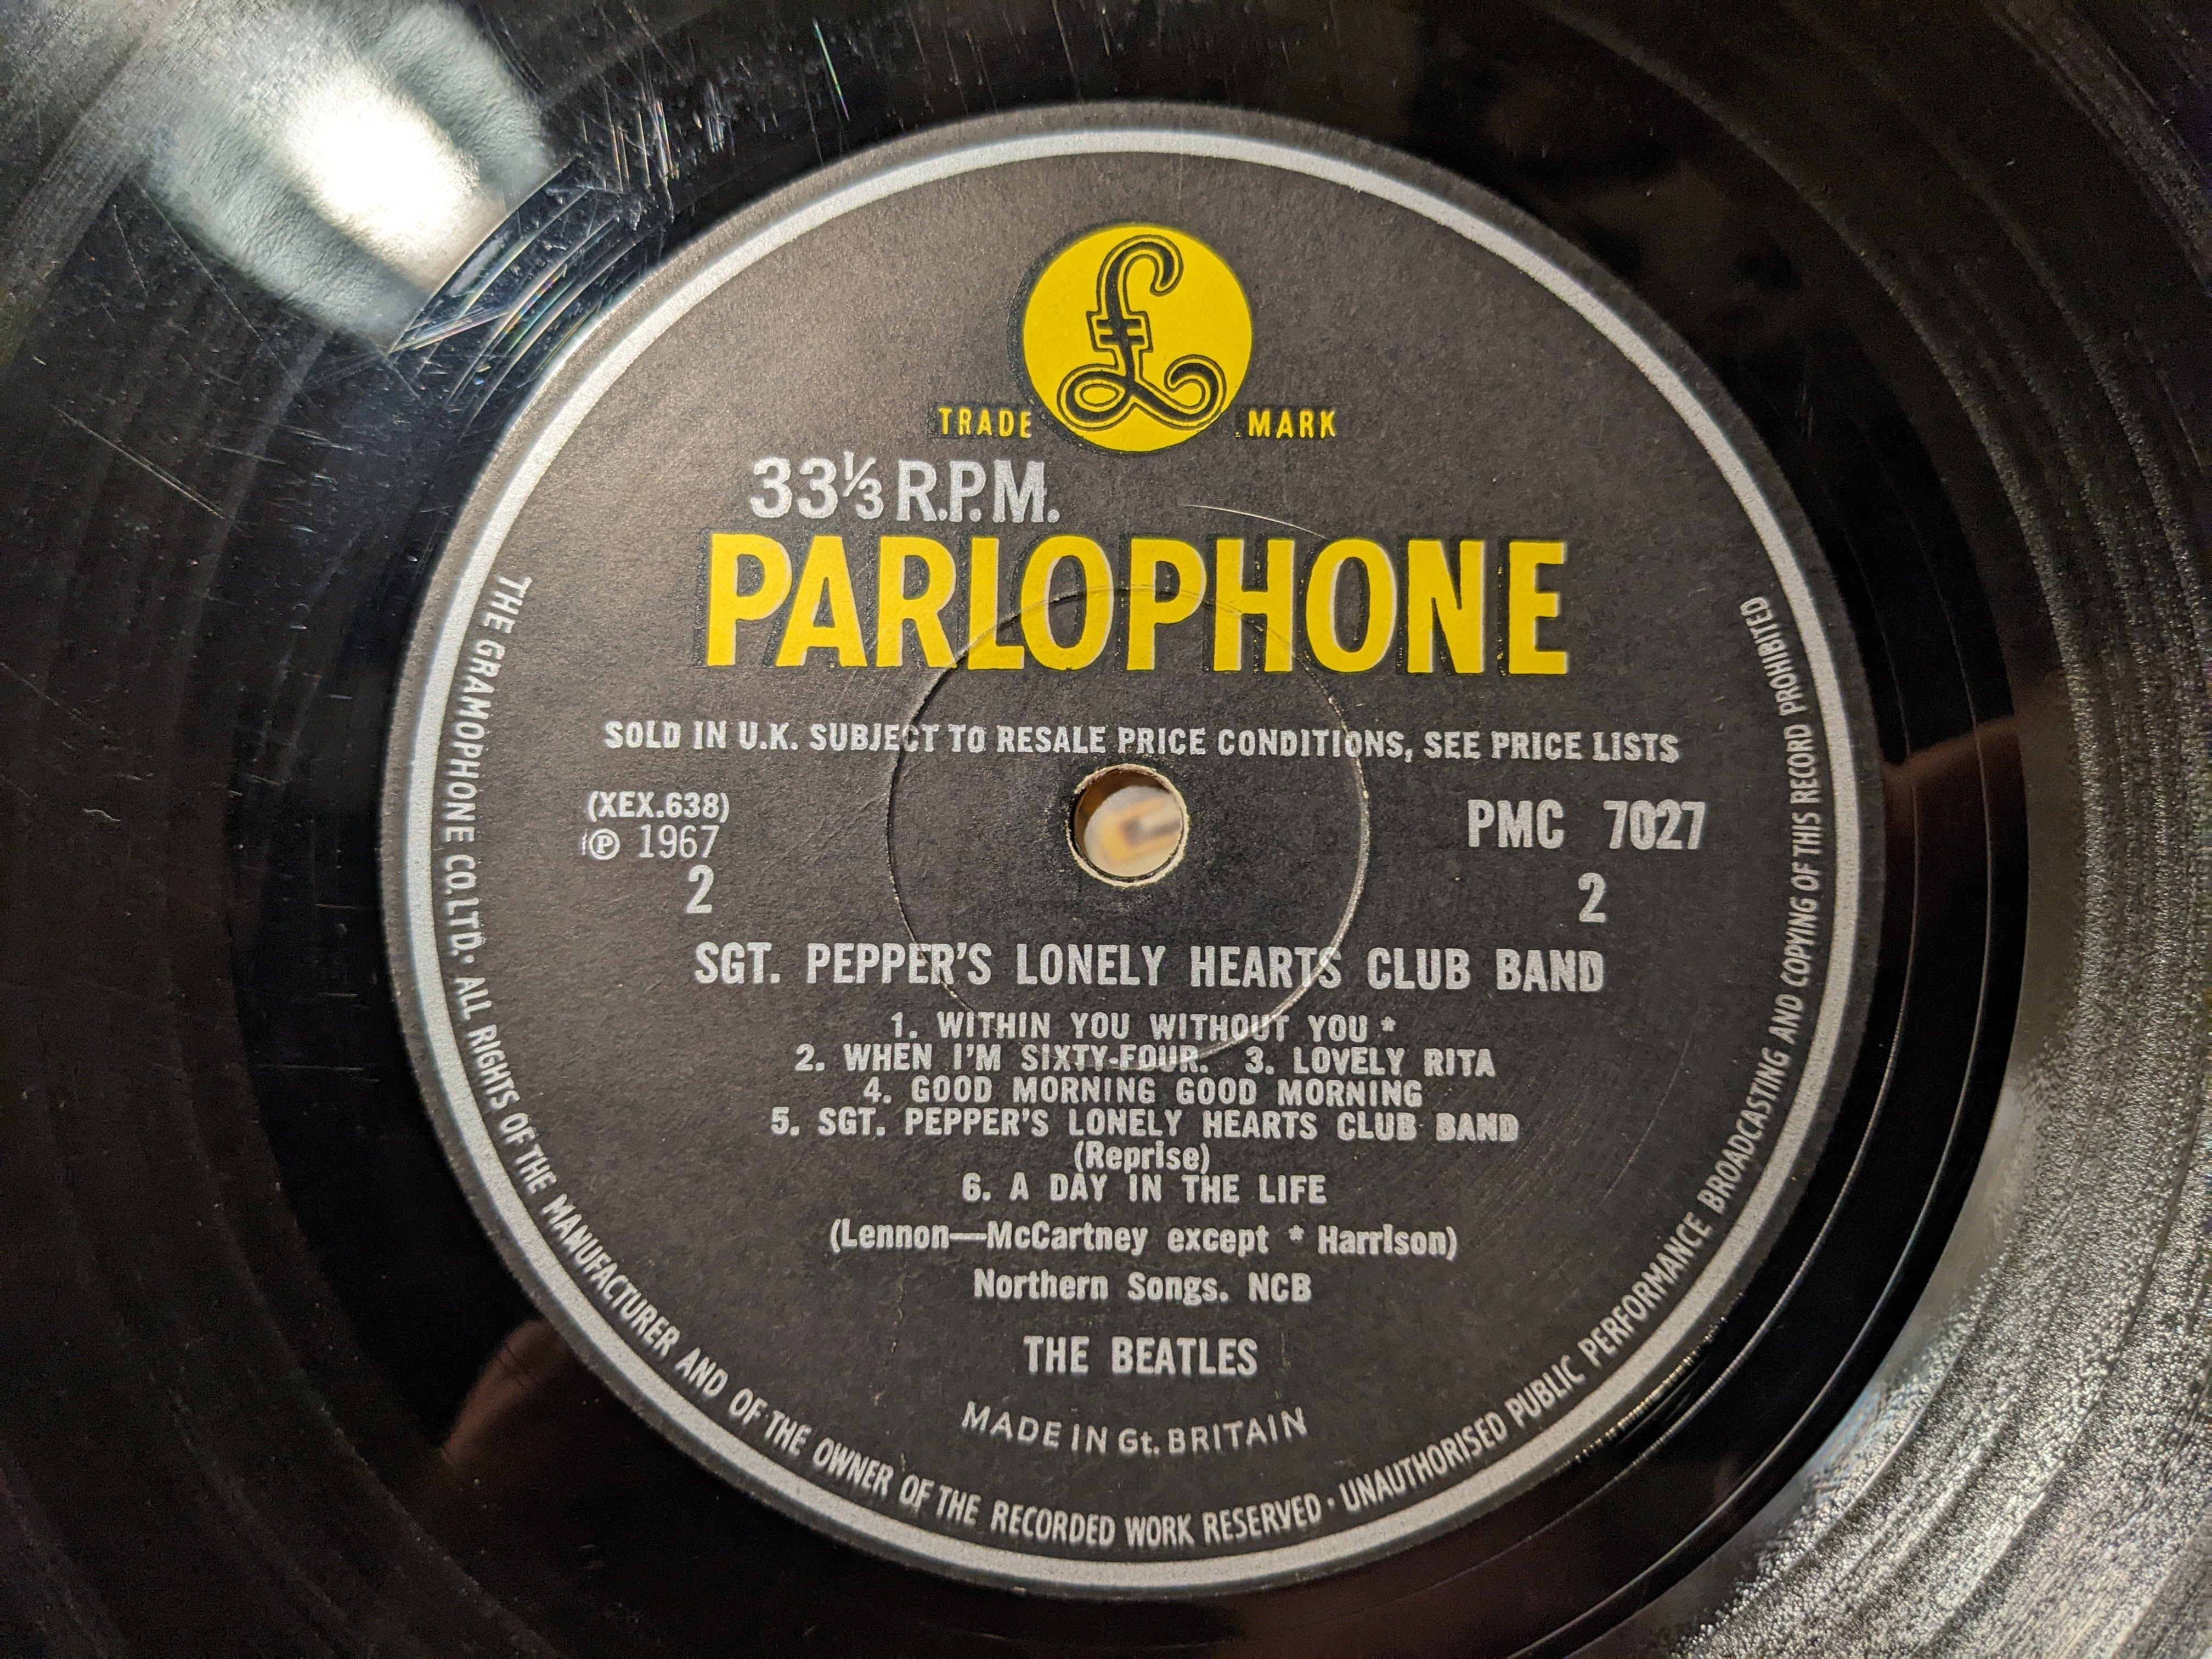 £
TRADE MARK
33⅓ R.P.M.
PARLOPHONE
SOLD IN U.K. SUBJECT TO RESALE PRICE CONDITIONS, SEE PRICE LISTS
(XEX.638) PMC 7027
℗ 1967
2 2
SGT. PEPPER'S LONELY HEARTS CLUB BAND
1. WITHIN YOU WITHOUT YOU *
2. WHEN I'M SIXTY-FOUR. 3. LOVELY RITA
4. GOOD MORNING GOOD MORNING
5. SGT. PEPPER'S LONELY HEARTS CLUB BAND
(Reprise)
6. A DAY IN THE LIFE
(Lennon—McCartney except * Harrison)
Northern Songs. NCB
THE BEATLES
MADE IN Gt. BRITAIN
THE GRAMOPHONE CO. LTD. · ALL RIGHTS OF THE MANUFACTURER AND OF THE OWNER OF THE RECORDED WORK RESERVED · UNAUTHORISED PUBLIC PERFORMANCE BROADCASTING AND COPYING OF THIS RECORD PROHIBITED